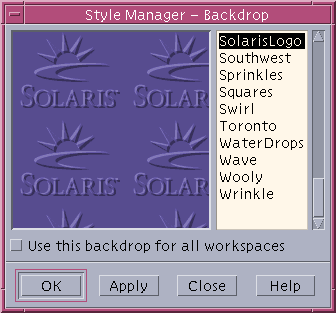 Style Manager – Backdrop
SOLARIS SOLARIS
SOLARIS SOLARIS
SolarisLogo
Southwest
Sprinkles
Squares
Swirl
Toronto
WaterDrops
Wave
Wooly
Wrinkle
Use this backdrop for all workspaces
OK Apply Close Help